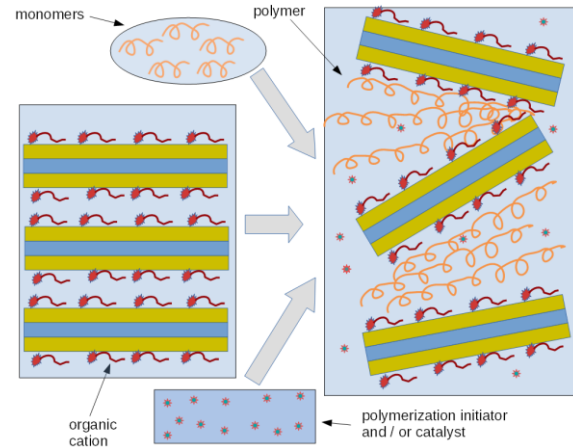 monomers
polymer
organic
cation
polymerization initiator
and / or catalyst